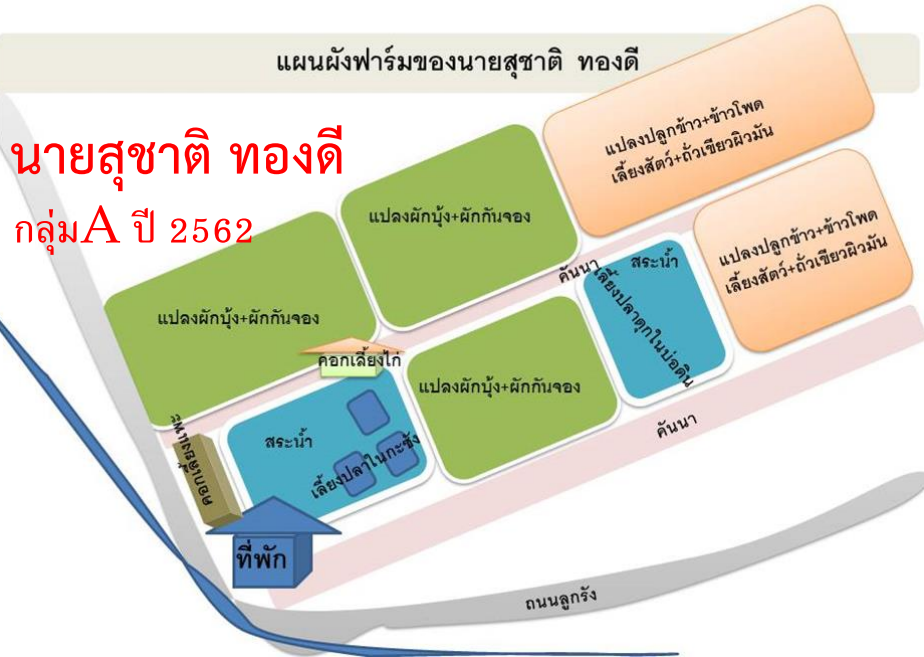 แผนผังฟาร์มของนายสุชาติ ทองดี
นายสุชาติ ทองดี
กลุ่มA ปี 2562
แปลงปลูกข้าว+ข้าวโพด
เลี้ยงสัตว์+ถั่วเขียวผิวมัน
แปลงผักบุ้ง+ผักกันจอง
แปลงปลูกข้าว+ข้าวโพด
เลี้ยงสัตว์+ถั่วเขียวผิวมัน
คันนา
สระน้ำ
เลี้ยงปลาดุกในบ่อดิน
แปลงผักบุ้ง+ผักกันจอง
คอกเลี้ยงไก่
แปลงผักบุ้ง+ผักกันจอง
คันนา
สระน้ำ
เลี้ยงปลาในกะชัง
คอกเลี้ยงแพะ
ที่พัก
ถนนลูกรัง